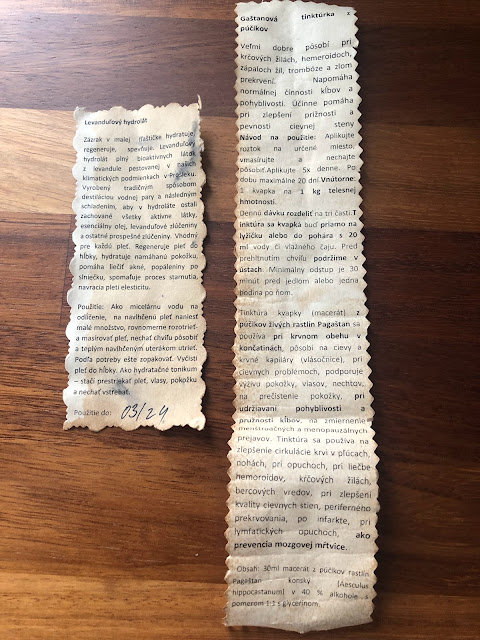 Levanduľový hydrolát
Zázrak v malej fľaštičke hydratuje,
regeneruje, spevňuje. Levanduľový
hydrolát plný bioaktívnych látok
z levandule pestovanej v našich
klimatických podmienkach v Prašleku.
Vyrobený tradičným spôsobom
destiláciou vodnej pary a následným
schladením, aby v hydroláte ostali
zachované všetky aktívne látky,
esenciálny olej, levanduľové zlúčeniny
a ostatné prospešné zlúčeniny. Vhodný
pre každú pleť. Regeneruje pleť do
hĺbky, hydratuje namáhanú pokožku,
pomáha liečiť akné, popáleniny po
slniečku, spomaľuje proces starnutia,
navracia pleti elesticitu.
Použitie: Ako micelárnu vodu na
odlíčenie, na navlhčenú pleť naniesť
malé množstvo, rovnomerne rozotrieť
a masírovať pleť, nechať chvíľu pôsobiť
a teplým navlhčeným uterákom utrieť.
Podľa potreby ešte zopakovať. Vyčistí
pleť do hĺbky. Ako hydratačné tonikum
– stačí prestriekať pleť, vlasy, pokožku
a nechať vstrebať.
Použitie do: 03/24
Gaštanová tinktúrka z
púčikov
Veľmi dobre pôsobí pri
kŕčových žilách, hemeroidoch,
zápaloch žíl, trombóze a zlom
prekrvení. Napomáha
normálnej činnosti kĺbov a
pohyblivosti. Účinne pomáha
pri zlepšení pružnosti a
pevnosti cievnej steny
Návod na použitie: Aplikujte
roztok na určené miesto,
vmasírujte a nechajte
pôsobiť.Aplikujte 5x denne. Po
dobu maximálne 20 dní.Vnútorne:
1 kvapka na 1 kg telesnej
hmotnosti.
Dennú dávku rozdeliť na tri časti.T
inktúra sa kvapká buď priamo na
lyžičku alebo do pohára s 20
ml vody či vlažného čaju. Pred
prehltnutím chvíľu podržíme v
ústach. Minimálny odstup je 30
minút pred jedlom alebo jedna
hodina po ňom.
Tinktúra kvapky (macerát) z
púčikov živých rastlín Pagaštan sa
používa pri krvnom obehu v
končatinách, pôsobí na cievy a
krvné kapiláry (vlásočnice), pri
cievnych problémoch, podporuje
výživu pokožky, vlasov, nechtov,
na prečistenie pokožky, pri
udržiavaní pohyblivosti a
pružnosti kĺbov, na zmiernenie
menštruačných a menopauzálnych
prejavov. Tinktúra sa používa na
zlepšenie cirkulácie krvi v pľúcach,
nohách, pri opuchoch, pri liečbe
hemoroidov, kŕčových žilách,
bercových vredov, pri zlepšení
kvality cievnych stien, periférneho
prekrvovania, po infarkte, pri
lymfatických opuchoch, ako
prevencia mozgovej mŕtvice.
Obsah: 30ml macerát z púčikov rastlín
Pagaštan konský (Aesculus
hippocastanum) v 40 % alkohole s
pomerom 1:1 s glycerínom.